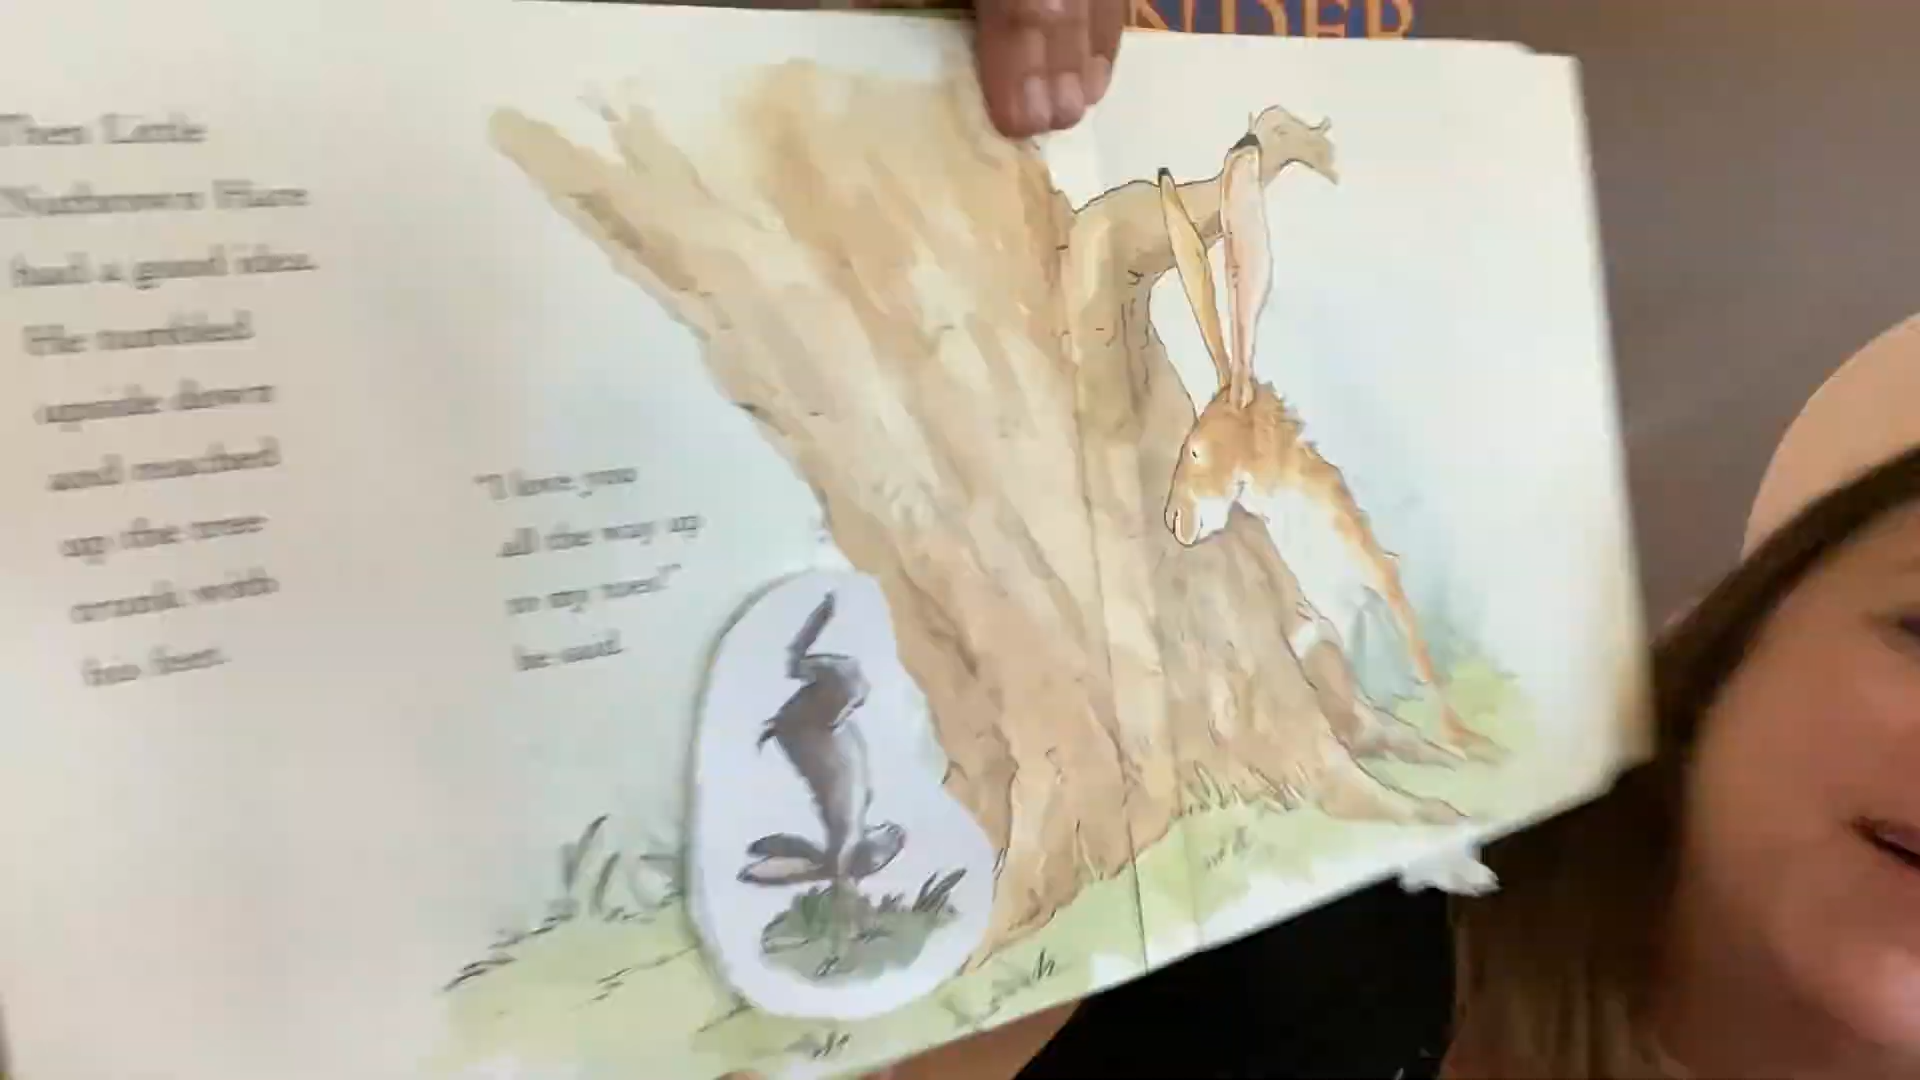 NDER
Then Little
Nutbrown Hare
had a good idea.
He tumbled
upside down
and reached
up the tree
trunk with
his feet.
"I love you
all the way up
to my toes!"
he said.